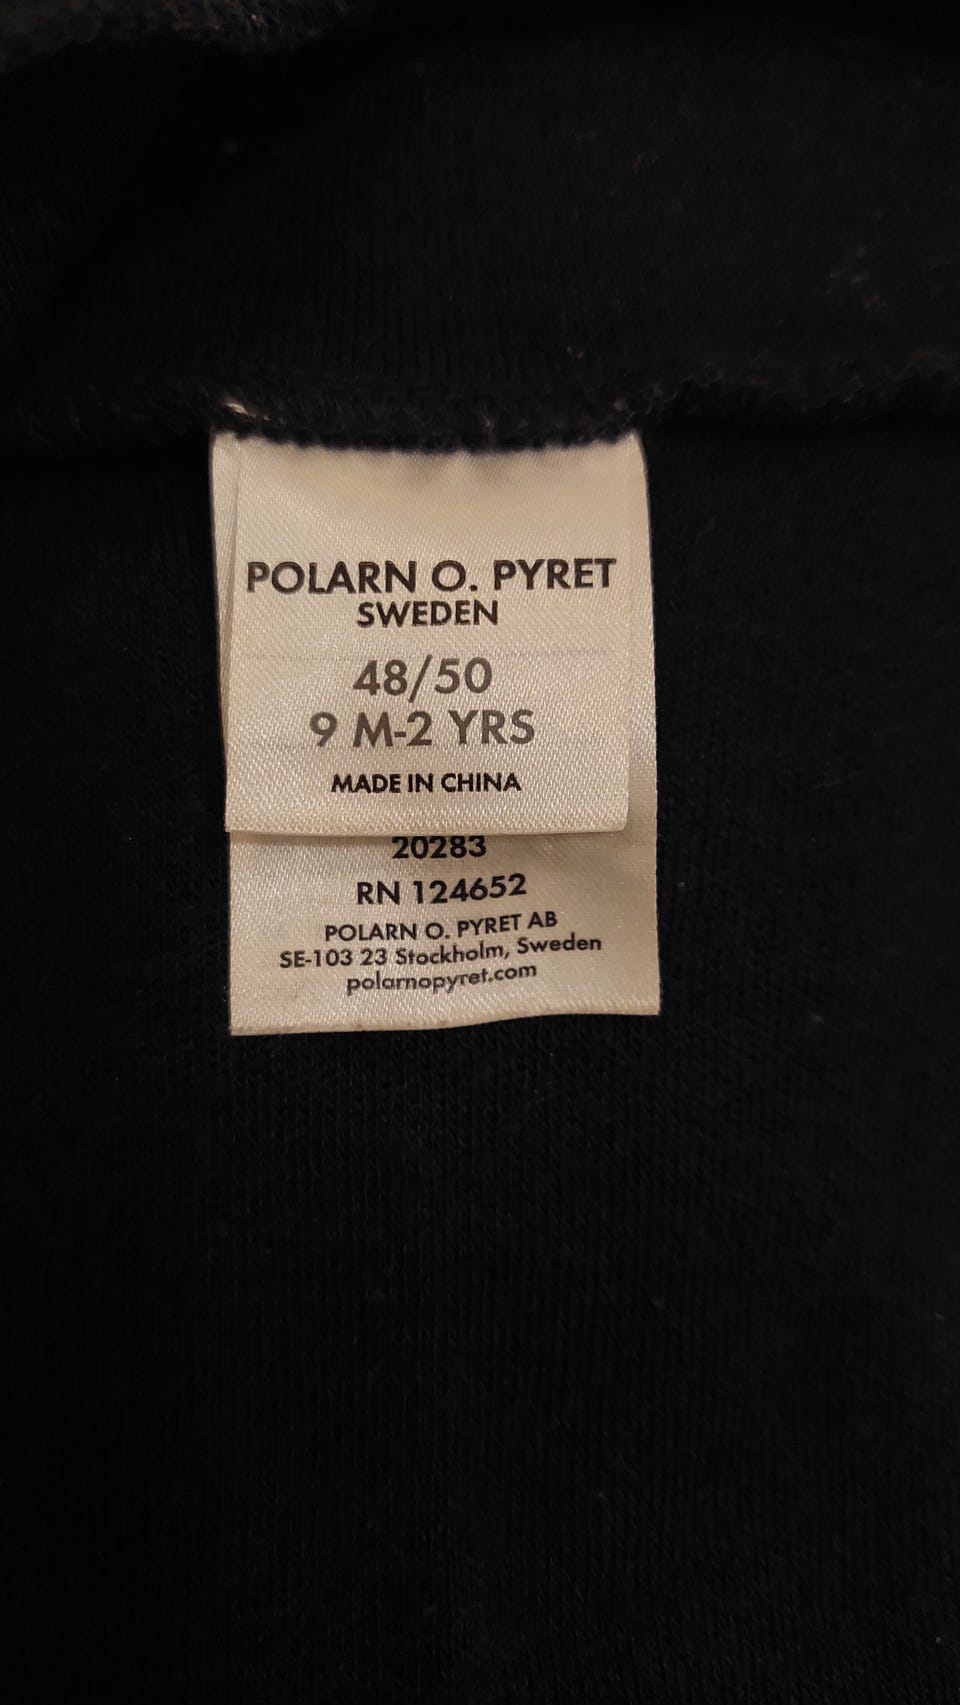 POLARN O. PYRET
SWEDEN
48/50
9 M-2 YRS
MADE IN CHINA
20283
RN 124652
POLARN O. PYRET AB
SE-103 23 Stockholm, Sweden
polarnopyret.com